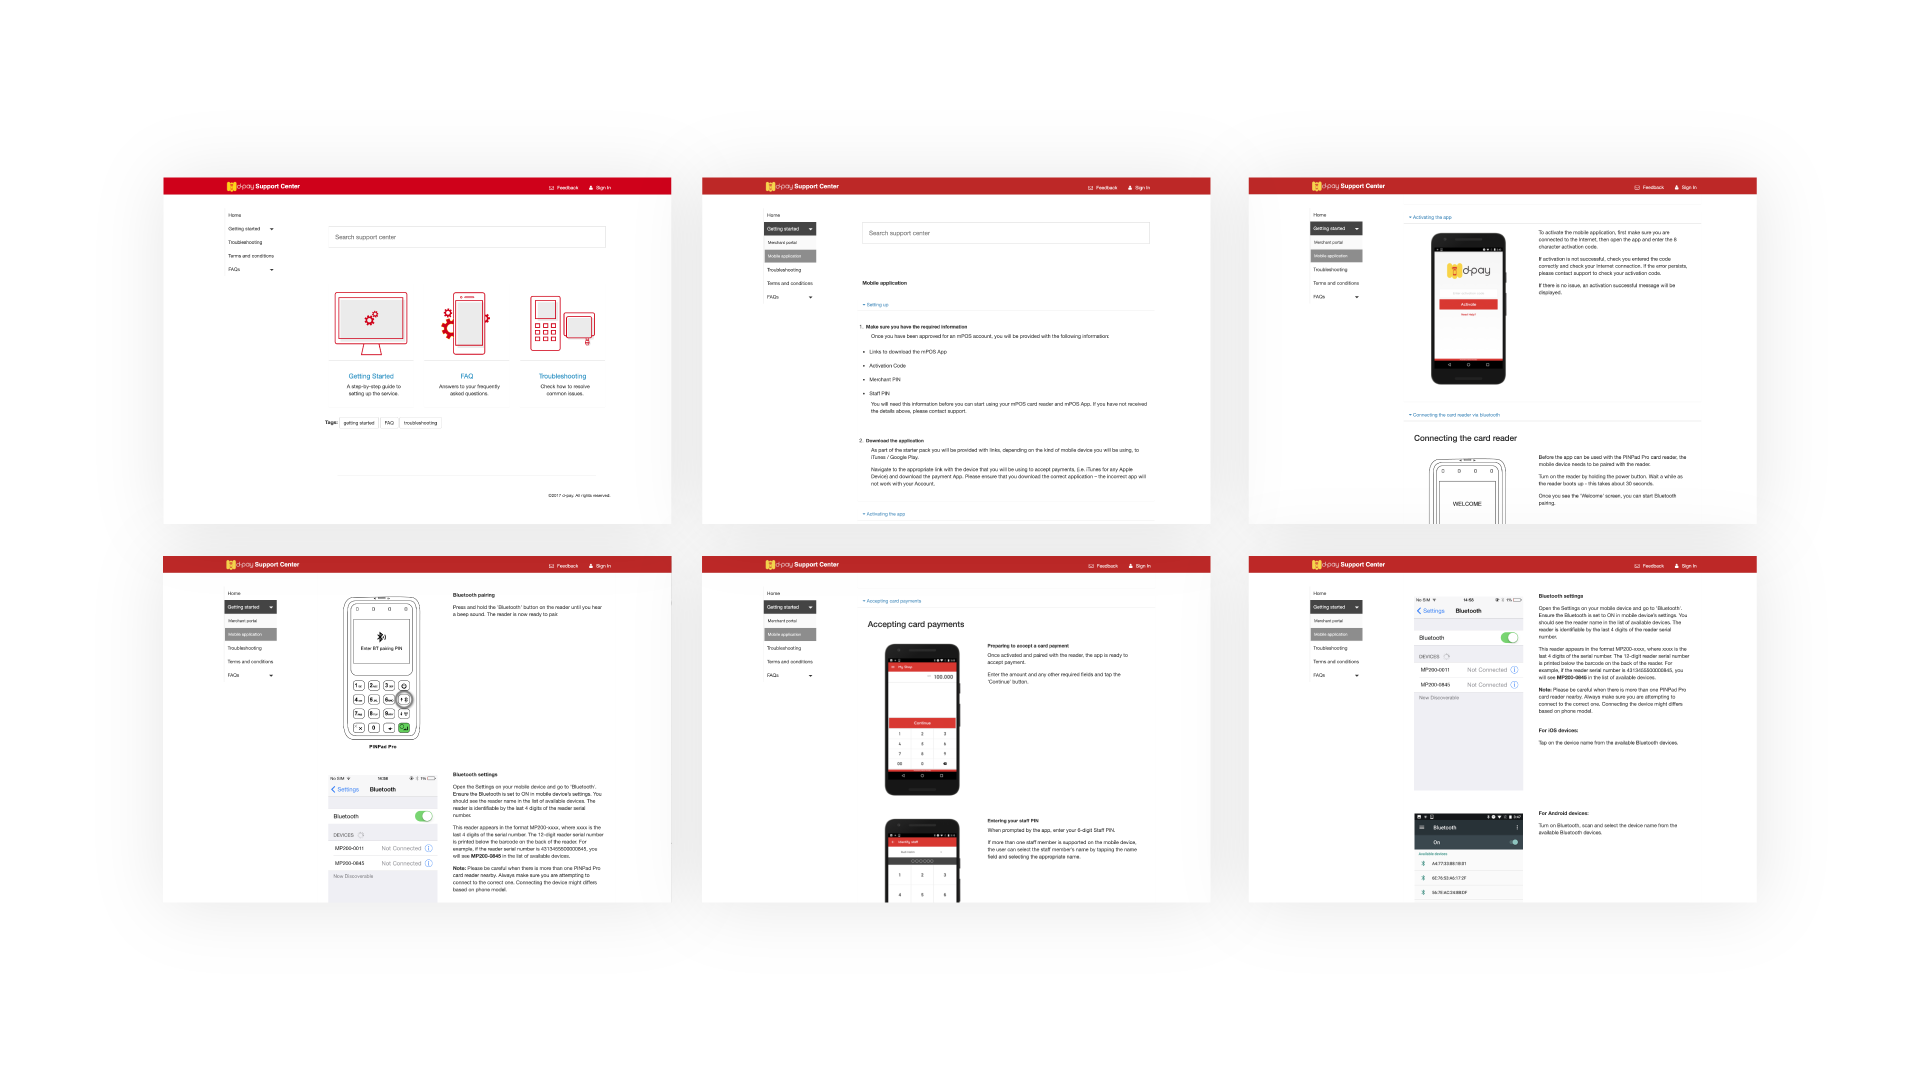 d-pay Support Center
Feedback
Sign In
Home
Getting started
Troubleshooting
Terms and conditions
FAQs
Search support center
Getting Started
A step-by-step guide to
setting up the service.
FAQ
Answers to your frequently
asked questions.
Troubleshooting
Check how to resolve
common issues.
Tags:
getting started
FAQ
troubleshooting
©2017 d-pay. All rights reserved.
d-pay Support Center
Feedback
Sign In
Home
Getting started
Merchant portal
Mobile application
Troubleshooting
Terms and conditions
FAQs
Search support center
Mobile application
Setting up
1. Make sure you have the required information
Once you have been approved for an mPOS account, you will be provided with the following information:
• Links to download the mPOS App
• Activation Code
• Merchant PIN
• Staff PIN
You will need this information before you can start using your mPOS card reader and mPOS App. If you have not received
the details above, please contact support.
2. Download the application
As part of the starter pack you will be provided with links, depending on the kind of mobile device you will be using, to
iTunes / Google Play.
Navigate to the appropriate link with the device that you will be using to accept payments, (i.e. iTunes for any Apple
Device) and download the payment App. Please ensure that you download the correct application – the incorrect app will
not work with your Account.
Activating the app
d-pay Support Center
Feedback
Sign In
Home
Getting started
Merchant portal
Mobile application
Troubleshooting
Terms and conditions
FAQs
Activating the app
d-pay
Activate
To activate the mobile application, first make sure you are
connected to the Internet, then open the app and enter the 8
character activation code.
If activation is not successful, check you entered the code
correctly and check your internet connection. If the error persists,
please contact support to check your activation code.
If there is no issue, an activation successful message will be
displayed.
Connecting the card reader via bluetooth
Connecting the card reader
WELCOME
Before the app can be used with the PINPad Pro card reader, the
mobile device needs to be paired with the reader.
Turn on the reader by holding the power button. Wait a while as
the reader boots up - this takes about 30 seconds.
Once you see the 'Welcome' screen, you can start Bluetooth
pairing.
d-pay Support Center
Feedback
Sign In
Home
Getting started
Merchant portal
Mobile application
Troubleshooting
Terms and conditions
FAQs
Enter BT pairing PIN
PINPad Pro
Bluetooth pairing
Press and hold the 'Bluetooth' button on the reader until you hear
a beep sound. The reader is now ready to pair.
No SIM
Settings
Bluetooth
Bluetooth
DEVICES
MP200-0011 Not Connected
MP200-0845 Not Connected
New Discoverable
Bluetooth settings
Open the Settings on your mobile device and go to 'Bluetooth'.
Ensure the Bluetooth is set to ON in mobile device's settings. You
should see the reader name in the list of available devices. The
reader is identifiable by the last 4 digits of the reader serial
number.
This reader appears in the format MP200-xxxx, where xxxx is the
last 4 digits of the serial number. The 12-digit reader serial number
is printed below the barcode on the back of the reader. For
example, if the reader serial number is 4313455500000845, you
will see MP200-0845 in the list of available devices.
Note: Please be careful when there is more than one PINPad Pro
card reader nearby. Always make sure you are attempting to
connect to the correct one. Connecting the device might differs
based on phone model.
d-pay Support Center
Feedback
Sign In
Home
Getting started
Merchant portal
Mobile application
Troubleshooting
Terms and conditions
FAQs
Accepting card payments
Accepting card payments
My Shop
100.000
Continue
1 2 3
4 5 6
7 8 9
00 0
Preparing to accept a card payment
Once activated and paired with the reader, the app is ready to
accept payment.
Enter the amount and any other required fields and tap the
'Continue' button.
Identify staff
1 2 3
4 5 6
Entering your staff PIN
When prompted by the app, enter your 6-digit Staff PIN.
If more than one staff member is supported on the mobile device,
the user can select the staff member's name by tapping the name
field and selecting the appropriate name.
d-pay Support Center
Feedback
Sign In
Home
Getting started
Merchant portal
Mobile application
Troubleshooting
Terms and conditions
FAQs
No SIM 14:56 1%
Settings
Bluetooth
Bluetooth
DEVICES
MP200-0011 Not Connected
MP200-0845 Not Connected
New Discoverable
Bluetooth settings
Open the Settings on your mobile device and go to 'Bluetooth'.
Ensure the Bluetooth is set to ON in mobile device's settings. You
should see the reader name in the list of available devices. The
reader is identifiable by the last 4 digits of the reader serial
number.
This reader appears in the format MP200-xxxx, where xxxx is the
last 4 digits of the serial number. The 12-digit reader serial number
is printed below the barcode on the back of the reader. For
example, if the reader serial number is 4313455500000845, you
will see MP200-0845 in the list of available devices.
Note: Please be careful when there is more than one PINPad Pro
card reader nearby. Always make sure you are attempting to
connect to the correct one. Connecting the device might differs
based on phone model.
For iOS devices:
Tap on the device name from the available Bluetooth devices.
Bluetooth
On
Available devices
For Android devices:
Turn on Bluetooth, scan and select the device name from the
available Bluetooth devices.